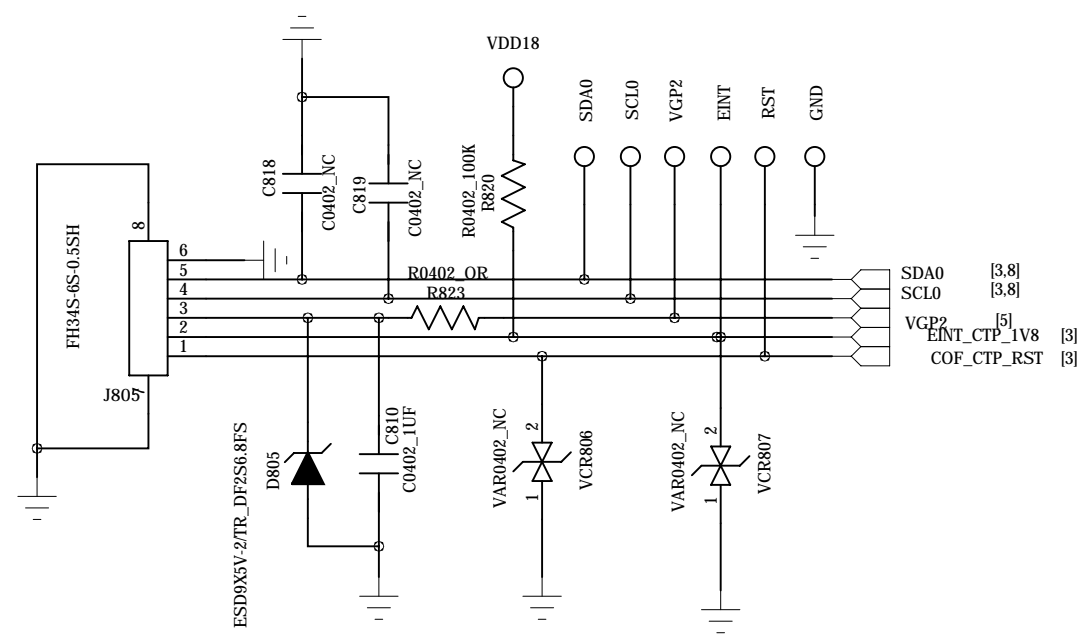 VDD18
SDA0
SCL0
VGP2
EINT
RST
GND
C818
C0402_NC
C819
C0402_NC
R0402_100K
R820
FH34S-6S-0.5SH
8
6
5
4
3
2
1
7
J805
R0402_OR
R823
SDA0 [3,8]
SCL0 [3,8]
VGP2 [5]
EINT_CTP_1V8 [3]
COF_CTP_RST [3]
ESD9X5V-2/TR_DF2S6.8FS
D805
C810
C0402_1UF
VAR0402_NC
2
1
VCR806
VAR0402_NC
2
1
VCR807